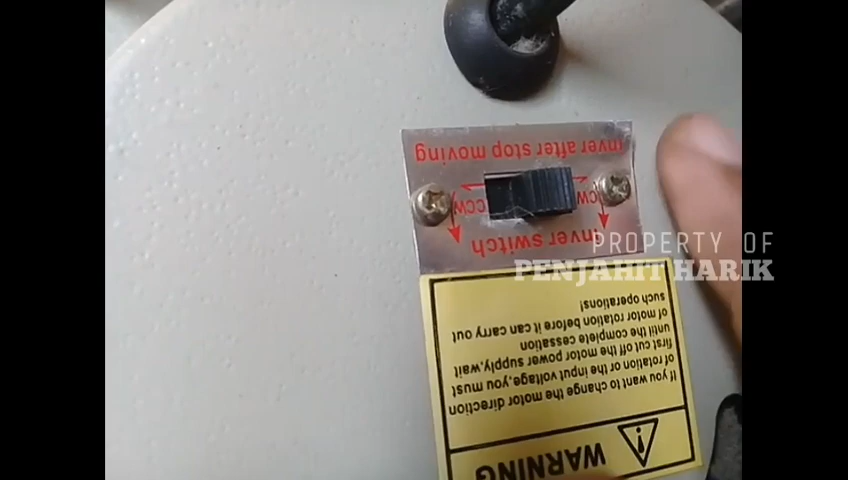 WARNING
If you want to change the motor direction
of rotation or the input voltage,you must
first cut off the motor power supply,wait
until the complete cessation
of motor rotation before it can carry out
such operations!
inver switch
CW CCW
inver after stop moving
PROPERTY OF
PENJAHIT HARIK